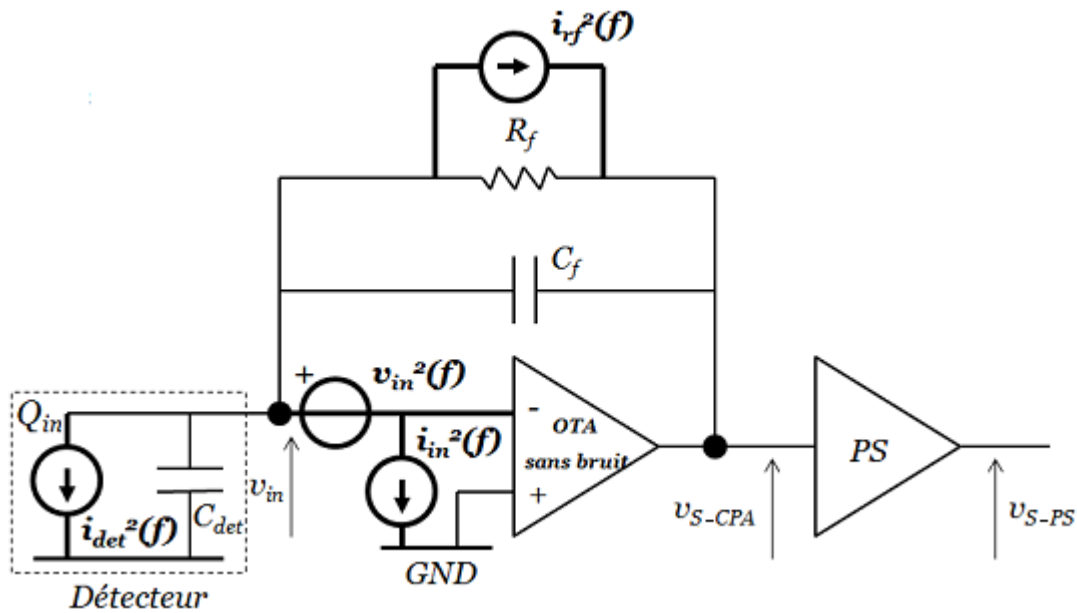 i_rf²(f)
R_f
C_f
+
v_in²(f)
Q_in
-
i_in²(f)
OTA
sans bruit
PS
+
v_in
C_det
i_det²(f)
v_S-CPA
v_S-PS
GND
Détecteur